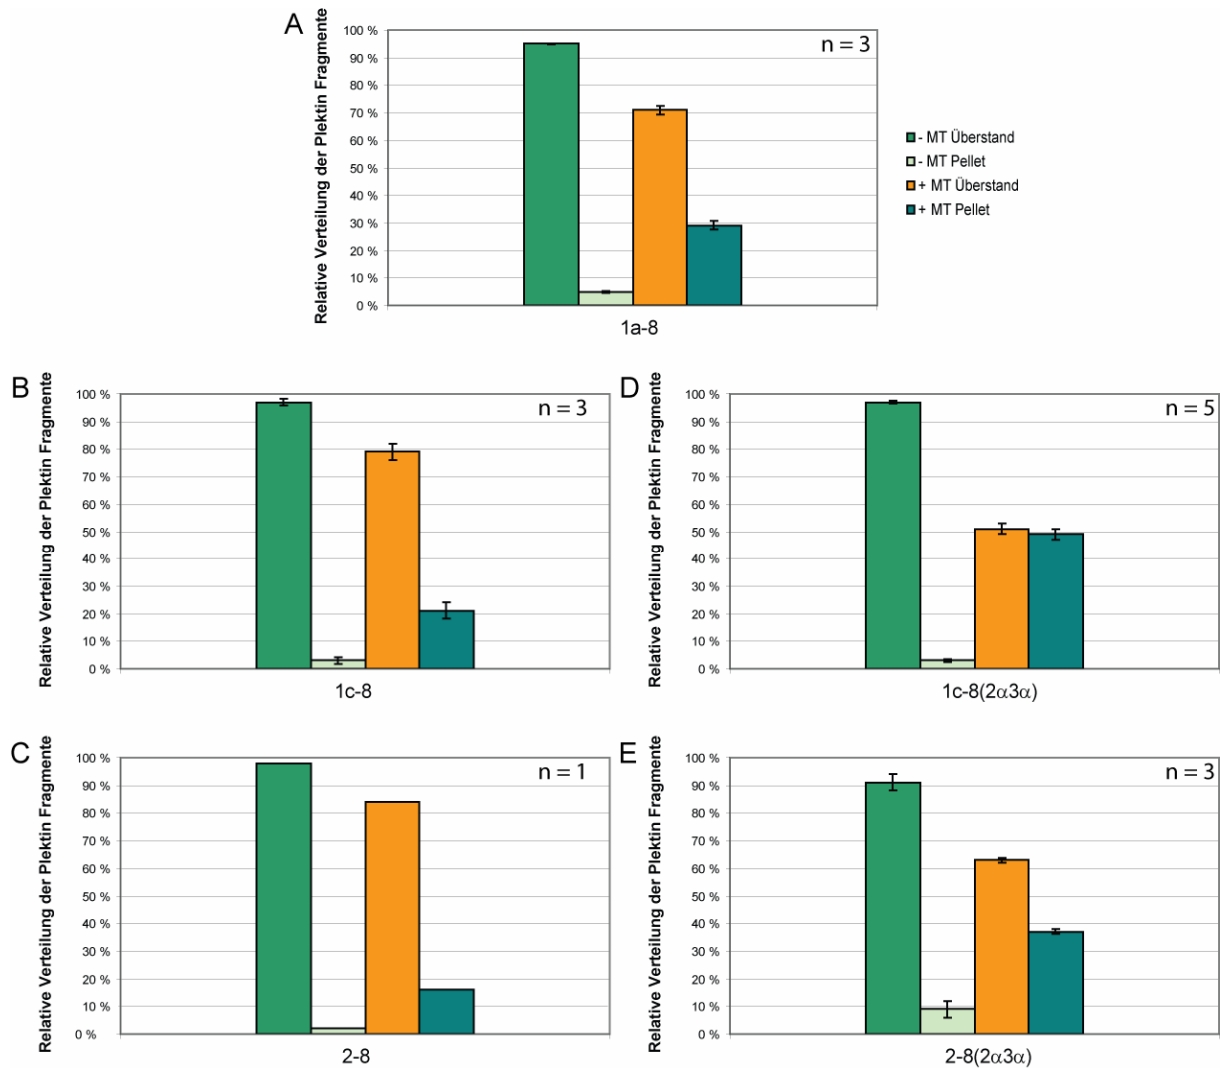 A
Relative Verteilung der Plektin Fragmente
100 %
90 %
80 %
70 %
60 %
50 %
40 %
30 %
20 %
10 %
0 %
n = 3
1a-8
- MT Überstand
- MT Pellet
+ MT Überstand
+ MT Pellet
B
Relative Verteilung der Plektin Fragmente
100 %
90 %
80 %
70 %
60 %
50 %
40 %
30 %
20 %
10 %
0 %
n = 3
1c-8
D
Relative Verteilung der Plektin Fragmente
100 %
90 %
80 %
70 %
60 %
50 %
40 %
30 %
20 %
10 %
0 %
n = 5
1c-8(2α3α)
C
Relative Verteilung der Plektin Fragmente
100 %
90 %
80 %
70 %
60 %
50 %
40 %
30 %
20 %
10 %
0 %
n = 1
2-8
E
Relative Verteilung der Plektin Fragmente
100 %
90 %
80 %
70 %
60 %
50 %
40 %
30 %
20 %
10 %
0 %
n = 3
2-8(2α3α)